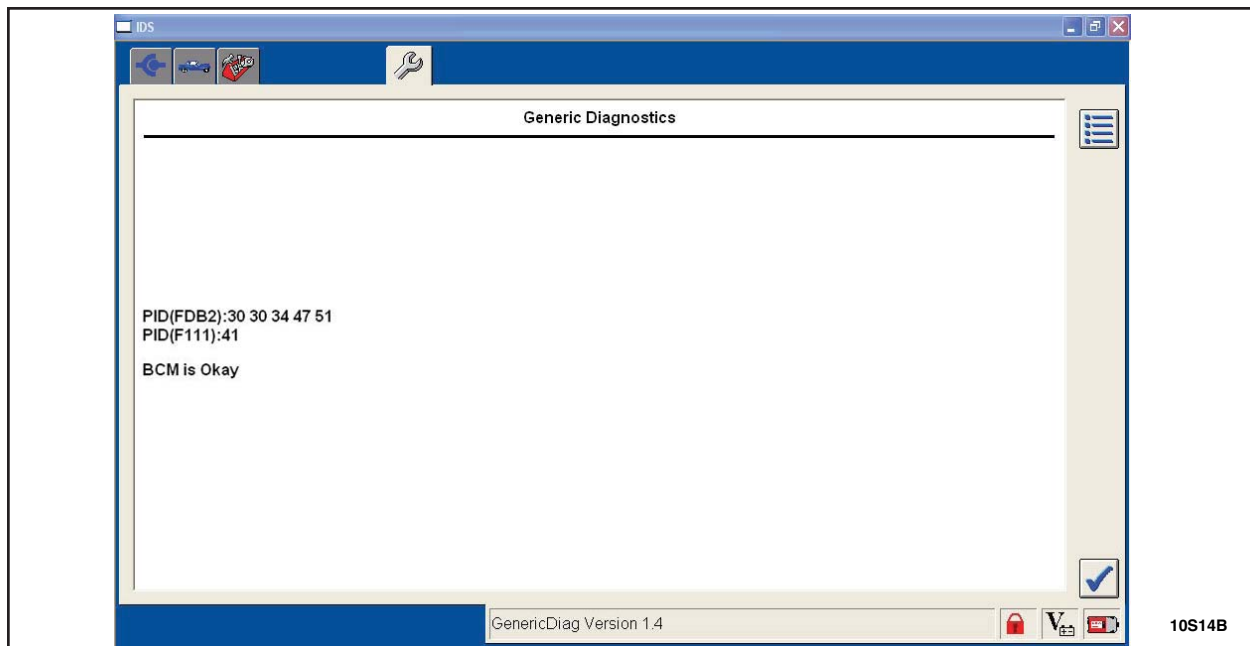 IDS
Generic Diagnostics
PID(FDB2):30 30 34 47 51
PID(F111):41
BCM is Okay
GenericDiag Version 1.4
V
10S14B